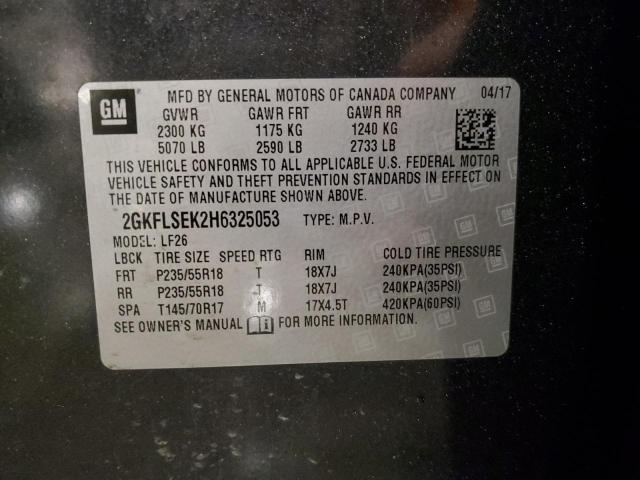 GM
MFD BY GENERAL MOTORS OF CANADA COMPANY 04/17
GVWR GAWR FRT GAWR RR
2300 KG 1175 KG 1240 KG
5070 LB 2590 LB 2733 LB
THIS VEHICLE CONFORMS TO ALL APPLICABLE U.S. FEDERAL MOTOR
VEHICLE SAFETY AND THEFT PREVENTION STANDARDS IN EFFECT ON
THE DATE OF MANUFACTURE SHOWN ABOVE.
2GKFLSEK2H6325053 TYPE: M.P.V.
MODEL: LF26
LBCK TIRE SIZE SPEED RTG RIM COLD TIRE PRESSURE
FRT P235/55R18 T 18X7J 240KPA(35PSI)
RR P235/55R18 T 18X7J 240KPA(35PSI)
SPA T145/70R17 M 17X4.5T 420KPA(60PSI)
SEE OWNER'S MANUAL FOR MORE INFORMATION.